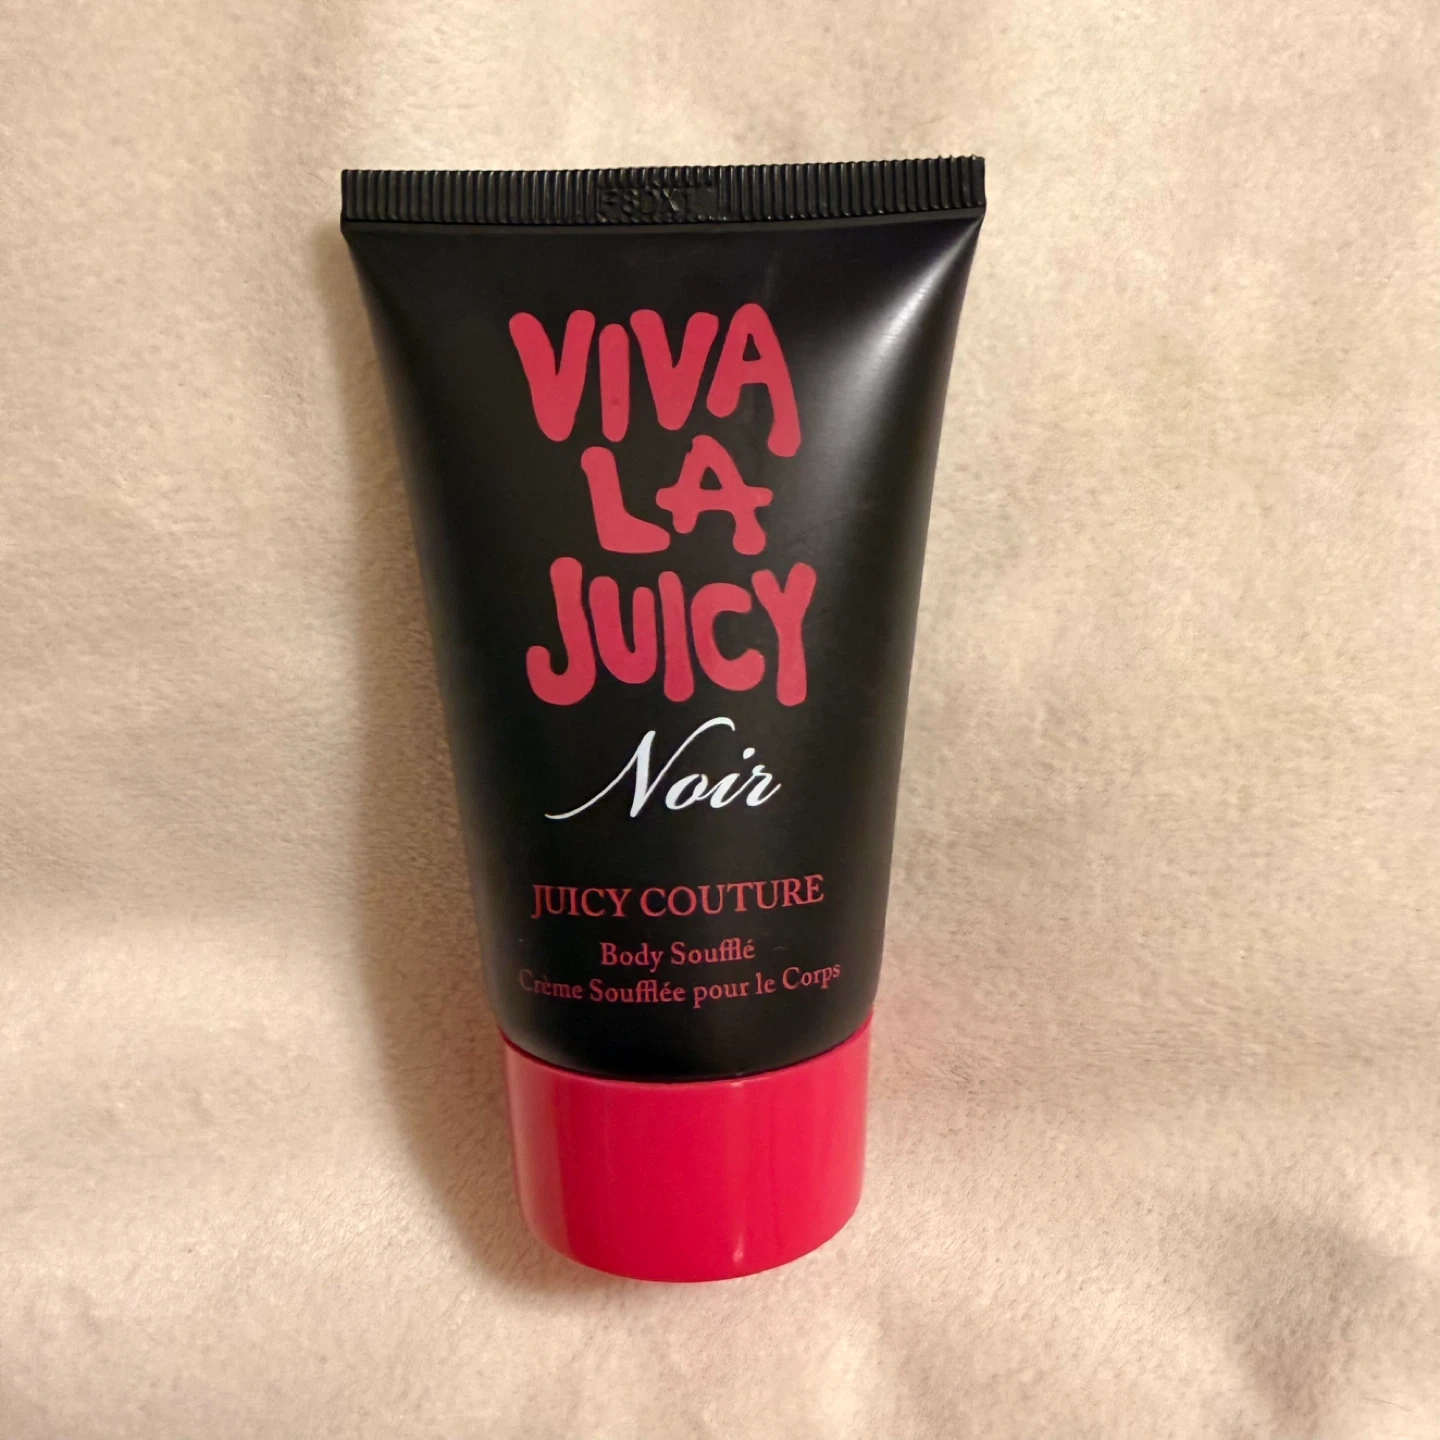 VIVA
LA
JUICY
Noir
JUICY COUTURE
Body Soufflé
Crème Soufflée pour le Corps